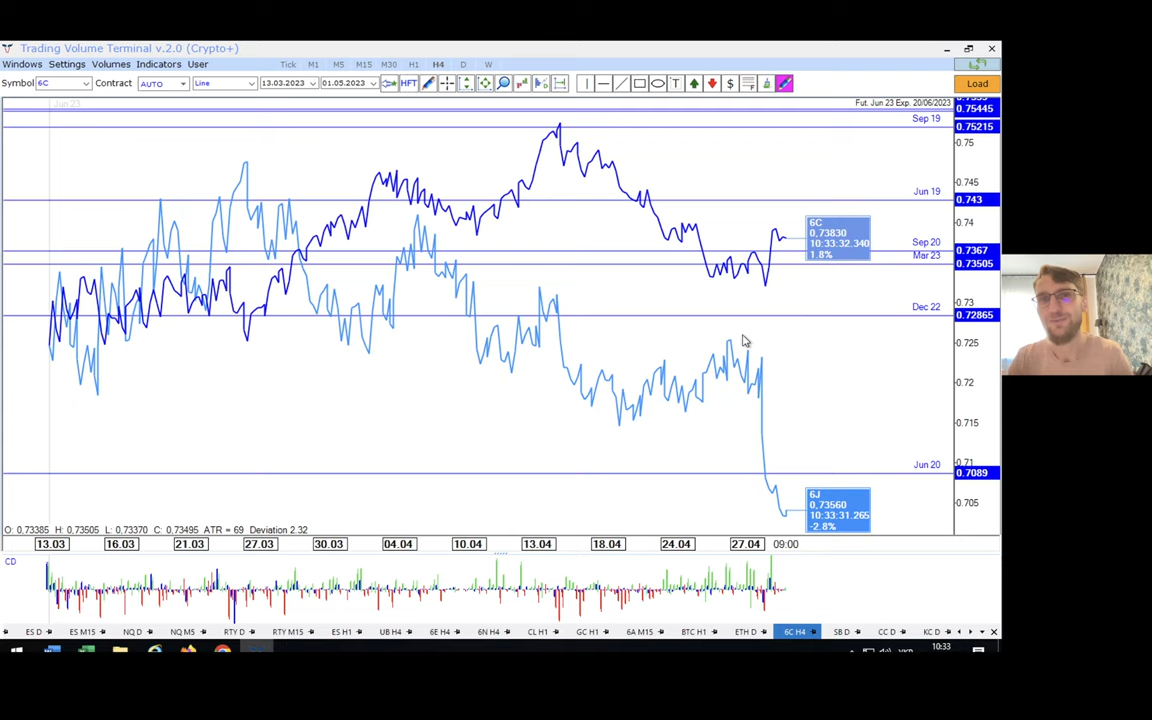 Trading Volume Terminal v.2.0 (Crypto+)
Windows Settings Volumes Indicators User
Tick M1 M5 M15 M30 H1 H4 D W
Symbol 6C Contract AUTO Line 13.03.2023 01.05.2023 HFT T $ Load
Jun 23
Fut. Jun 23 Exp. 20/06/2023
0.75445
Sep 19
0.75215
0.75
0.745
Jun 19
0.743
0.74
6C
0,73830
10:33:32.340
1.8%
Sep 20
0.7367
Mar 23
0.73505
0.73
Dec 22
0.72865
0.725
0.72
0.715
0.71
Jun 20
0.7089
0.705
6J
0,73560
10:33:31.265
-2.8%
O: 0,73385 H: 0,73505 L: 0,73370 C: 0,73495 ATR = 69 Deviation 2.32
13.03 16.03 21.03 27.03 30.03 04.04 10.04 13.04 18.04 24.04 27.04 09:00
CD
ES D ES M15 NQ D NQ M5 RTY D RTY M15 ES H1 UB H4 6E H4 6N H4 CL H1 GC H1 6A M15 BTC H1 ETH D 6C H4 SB D CC D KC D
10:33